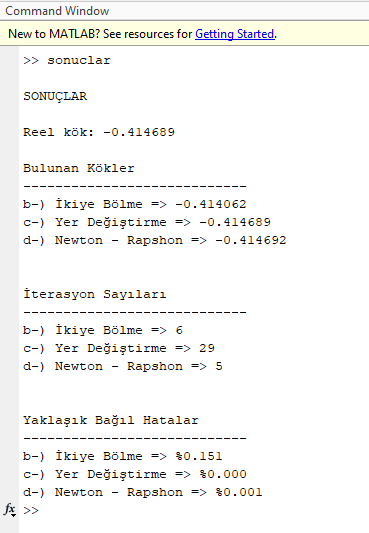 Command Window
New to MATLAB? See resources for Getting Started.
>> sonuclar
SONUÇLAR
Reel kök: -0.414689
Bulunan Kökler
----------------------------
b-) İkiye Bölme => -0.414062
c-) Yer Değiştirme => -0.414689
d-) Newton - Rapshon => -0.414692
İterasyon Sayıları
----------------------------
b-) İkiye Bölme => 6
c-) Yer Değiştirme => 29
d-) Newton - Rapshon => 5
Yaklaşık Bağıl Hatalar
----------------------------
b-) İkiye Bölme => %0.151
c-) Yer Değiştirme => %0.000
d-) Newton - Rapshon => %0.001
fx >>